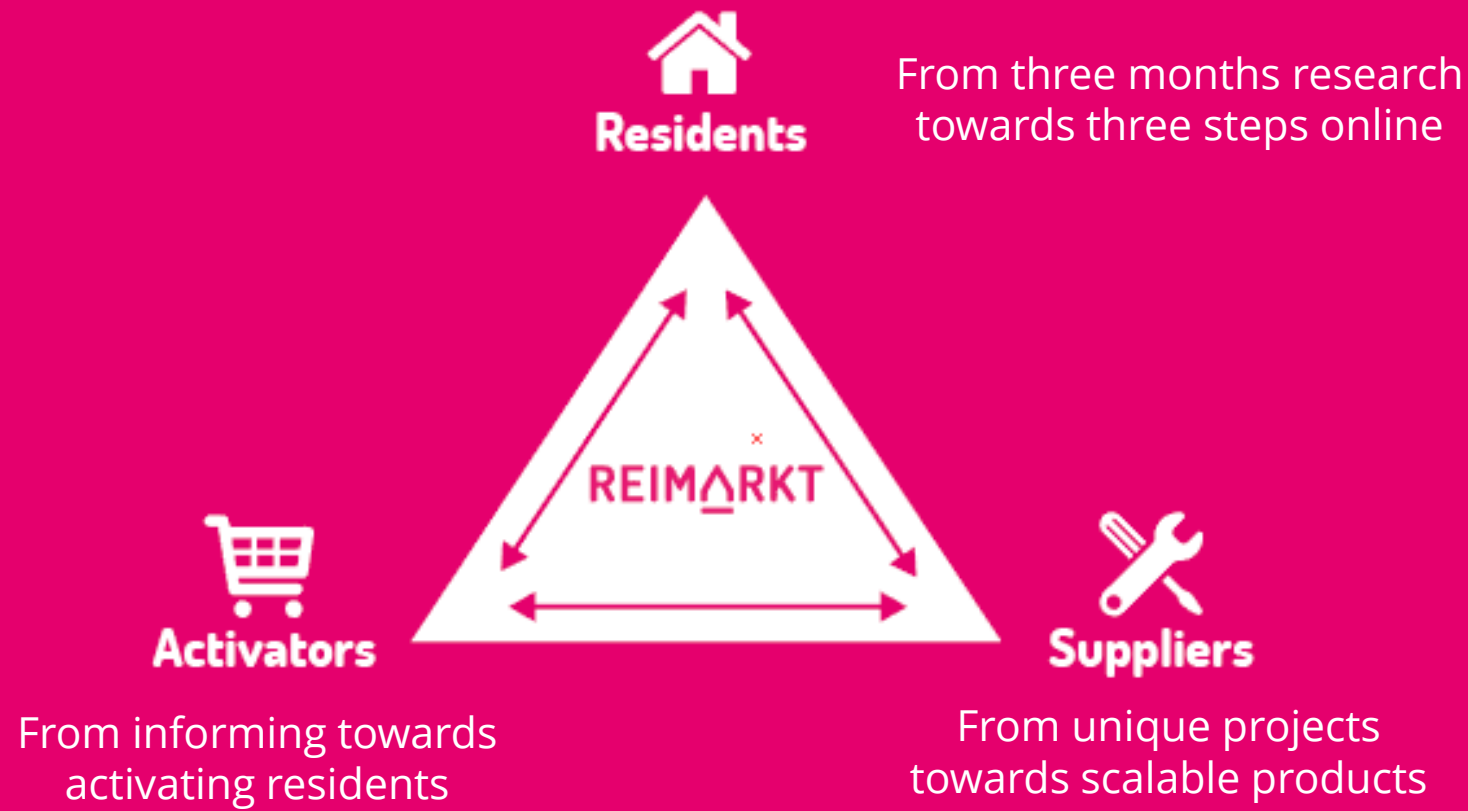 Residents
From three months research
towards three steps online
REIMARKT
Activators
Suppliers
From informing towards
activating residents
From unique projects
towards scalable products